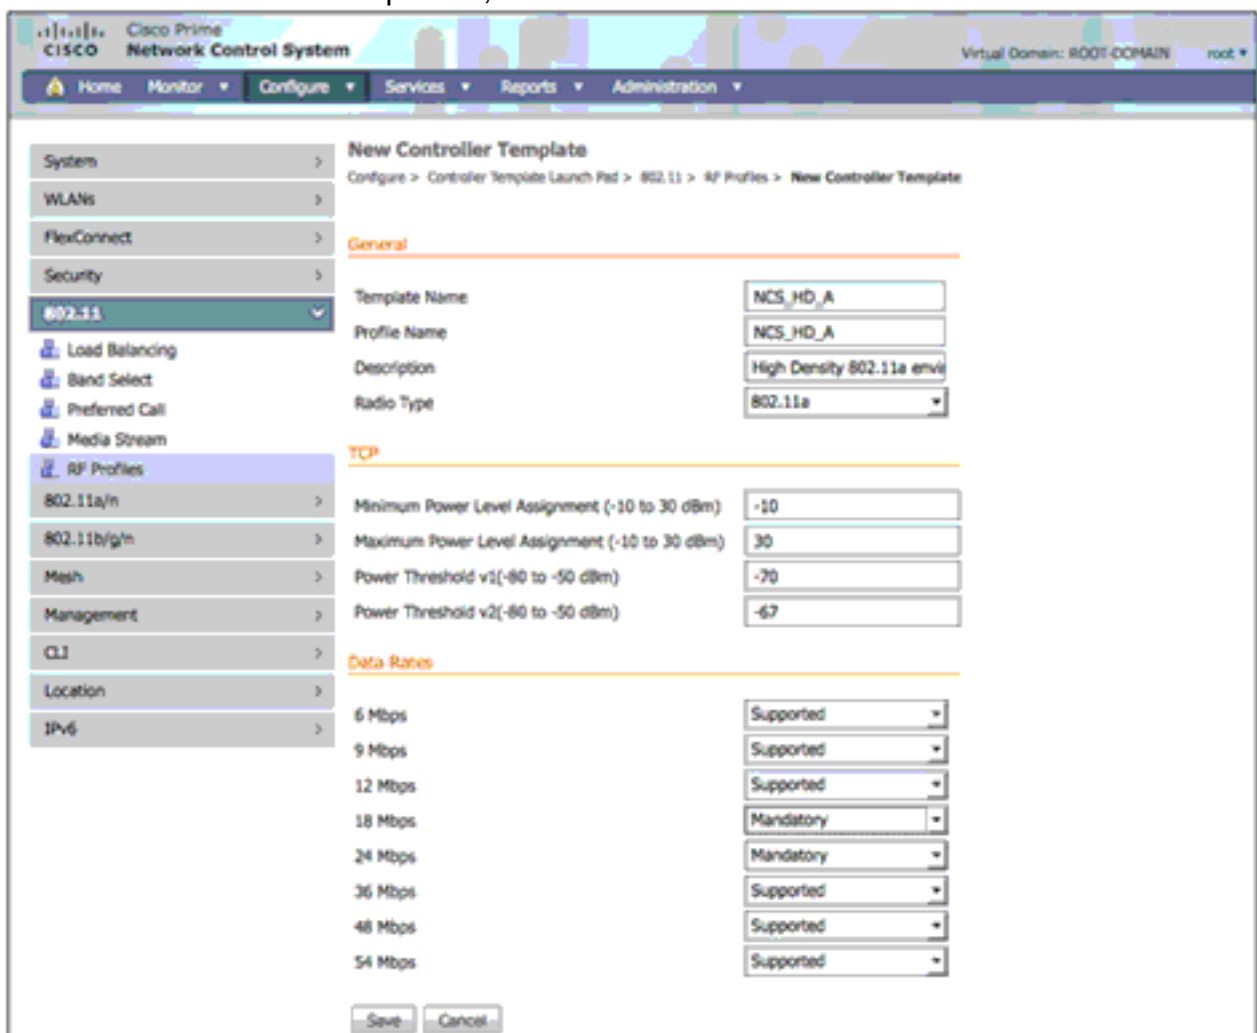 Cisco Prime
CISCO Network Control System
Virtual Domain: ROOT-DOMAIN root
Home Monitor Configure Services Reports Administration
System
WLANs
FlexConnect
Security
802.11
Load Balancing
Band Select
Preferred Call
Media Stream
RF Profiles
802.11a/n
802.11b/g/n
Mesh
Management
CLI
Location
IPv6
New Controller Template
Configure > Controller Template Launch Pad > 802.11 > RF Profiles > New Controller Template
General
Template Name NCS_HD_A
Profile Name NCS_HD_A
Description High Density 802.11a envi
Radio Type 802.11a
TCP
Minimum Power Level Assignment (-10 to 30 dBm) -10
Maximum Power Level Assignment (-10 to 30 dBm) 30
Power Threshold v1(-80 to -50 dBm) -70
Power Threshold v2(-80 to -50 dBm) -67
Data Rates
6 Mbps Supported
9 Mbps Supported
12 Mbps Supported
18 Mbps Mandatory
24 Mbps Mandatory
36 Mbps Supported
48 Mbps Supported
54 Mbps Supported
Save Cancel